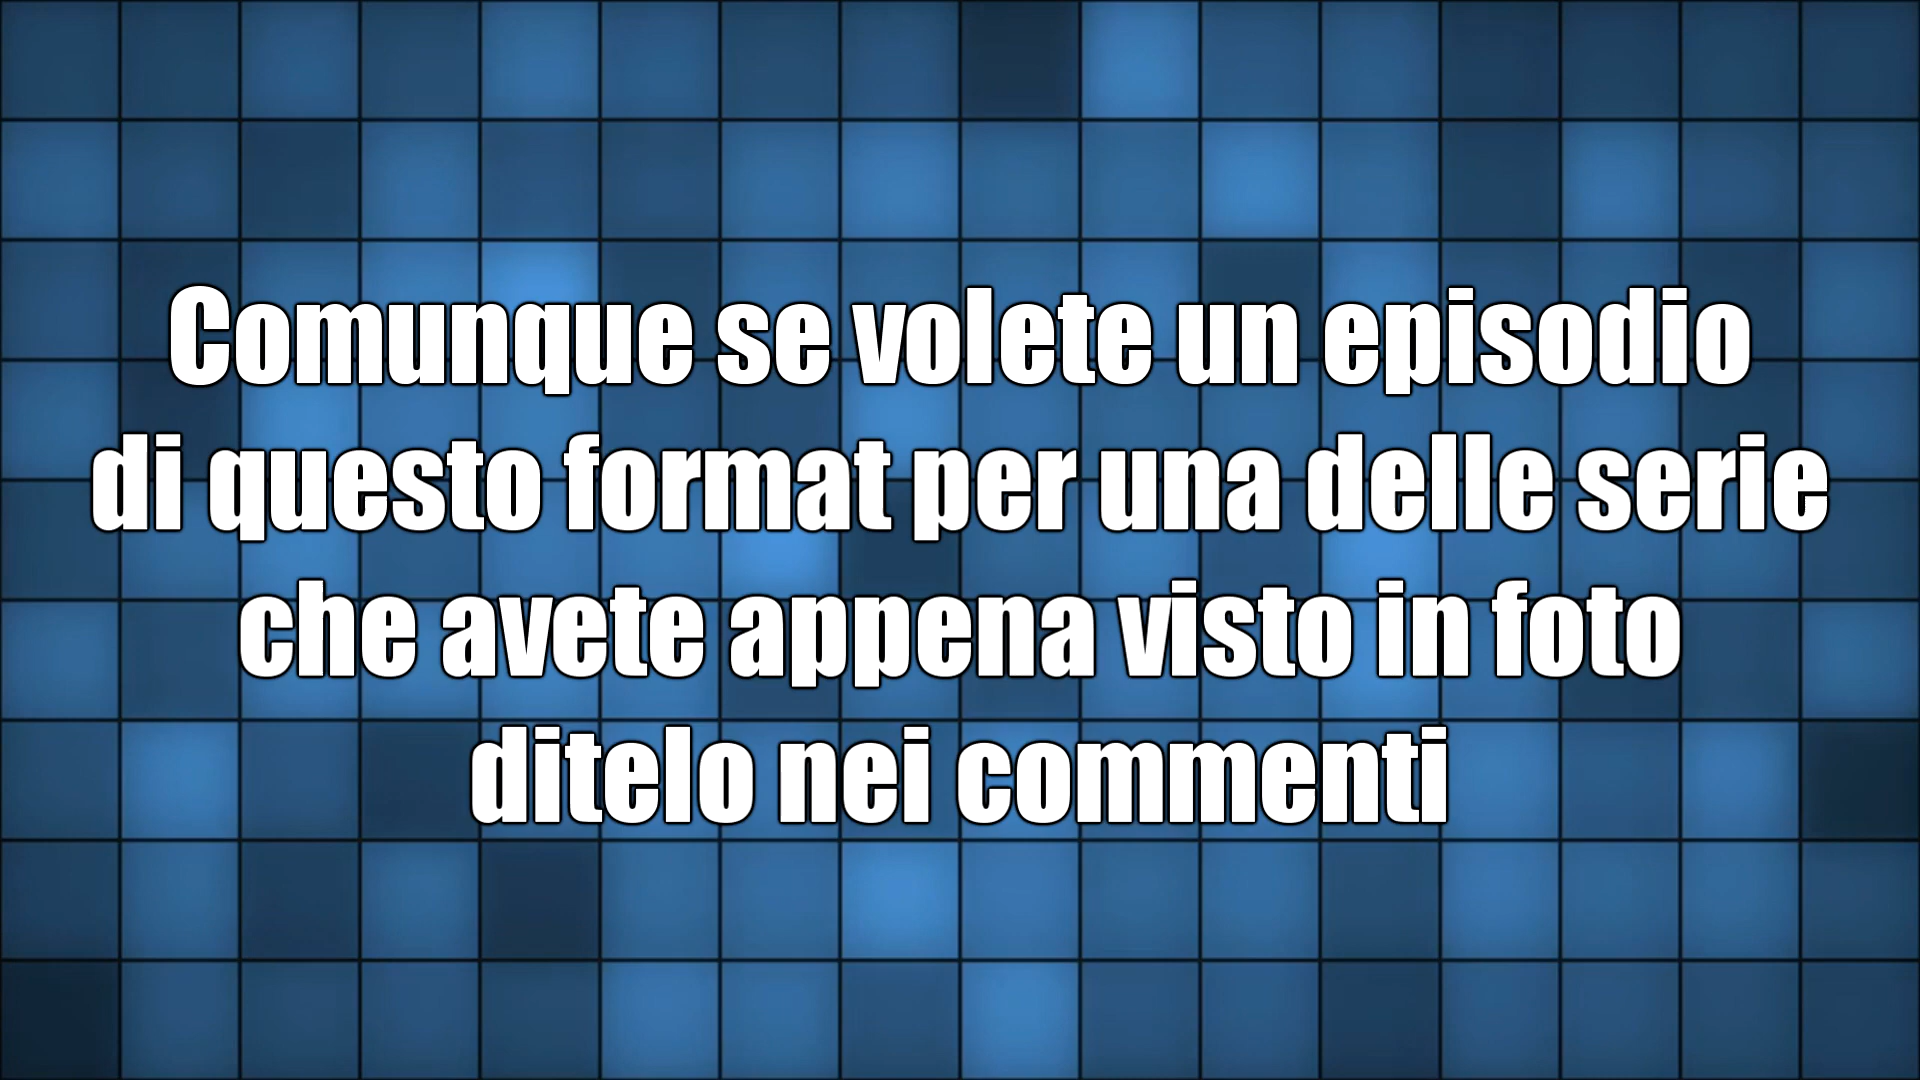 Comunque se volete un episodio
di questo format per una delle serie
che avete appena visto in foto
ditelo nei commenti